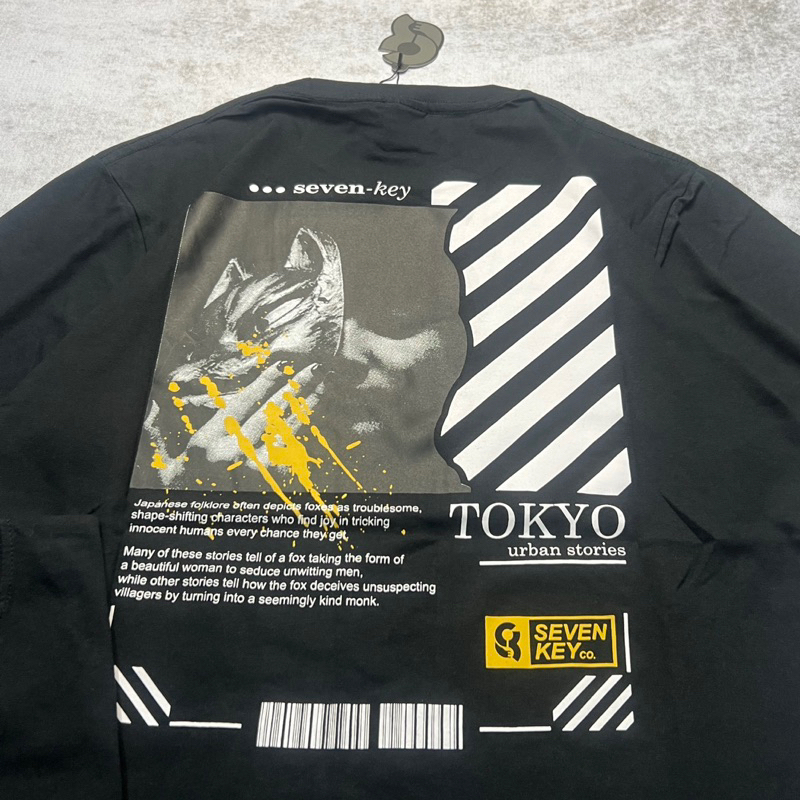 seven-key
Japanese folklore often depicts foxes as troublesome,
shape-shifting characters who find joy in tricking
innocent humans every chance they get,
Many of these stories tell of a fox taking the form of
a beautiful woman to seduce unwitting men,
while other stories tell how the fox deceives unsuspecting
villagers by turning into a seemingly kind monk.
TOKYO
urban stories
SEVEN
KEY CO.